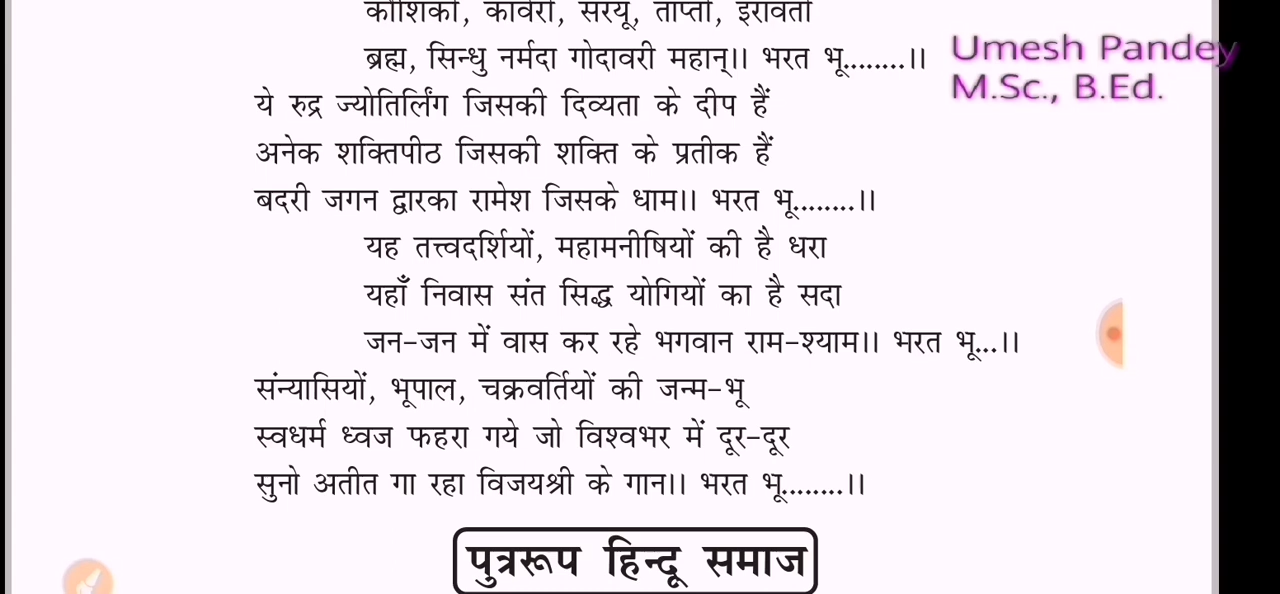 कौशिकी, कावेरी, सरयू, ताप्ती, इरावती
ब्रह्म, सिन्धु नर्मदा गोदावरी महान्।। भरत भू........।।
Umesh Pandey
M.Sc., B.Ed.
ये रुद्र ज्योतिर्लिंग जिसकी दिव्यता के दीप हैं
अनेक शक्तिपीठ जिसकी शक्ति के प्रतीक हैं
बदरी जगन द्वारका रामेश जिसके धाम।। भरत भू........।।
यह तत्त्वदर्शियों, महामनीषियों की है धरा
यहाँ निवास संत सिद्ध योगियों का है सदा
जन-जन में वास कर रहे भगवान राम-श्याम।। भरत भू...।।
संन्यासियों, भूपाल, चक्रवर्तियों की जन्म-भू
स्वधर्म ध्वज फहरा गये जो विश्वभर में दूर-दूर
सुनो अतीत गा रहा विजयश्री के गान।। भरत भू........।।
पुत्ररूप हिन्दू समाज